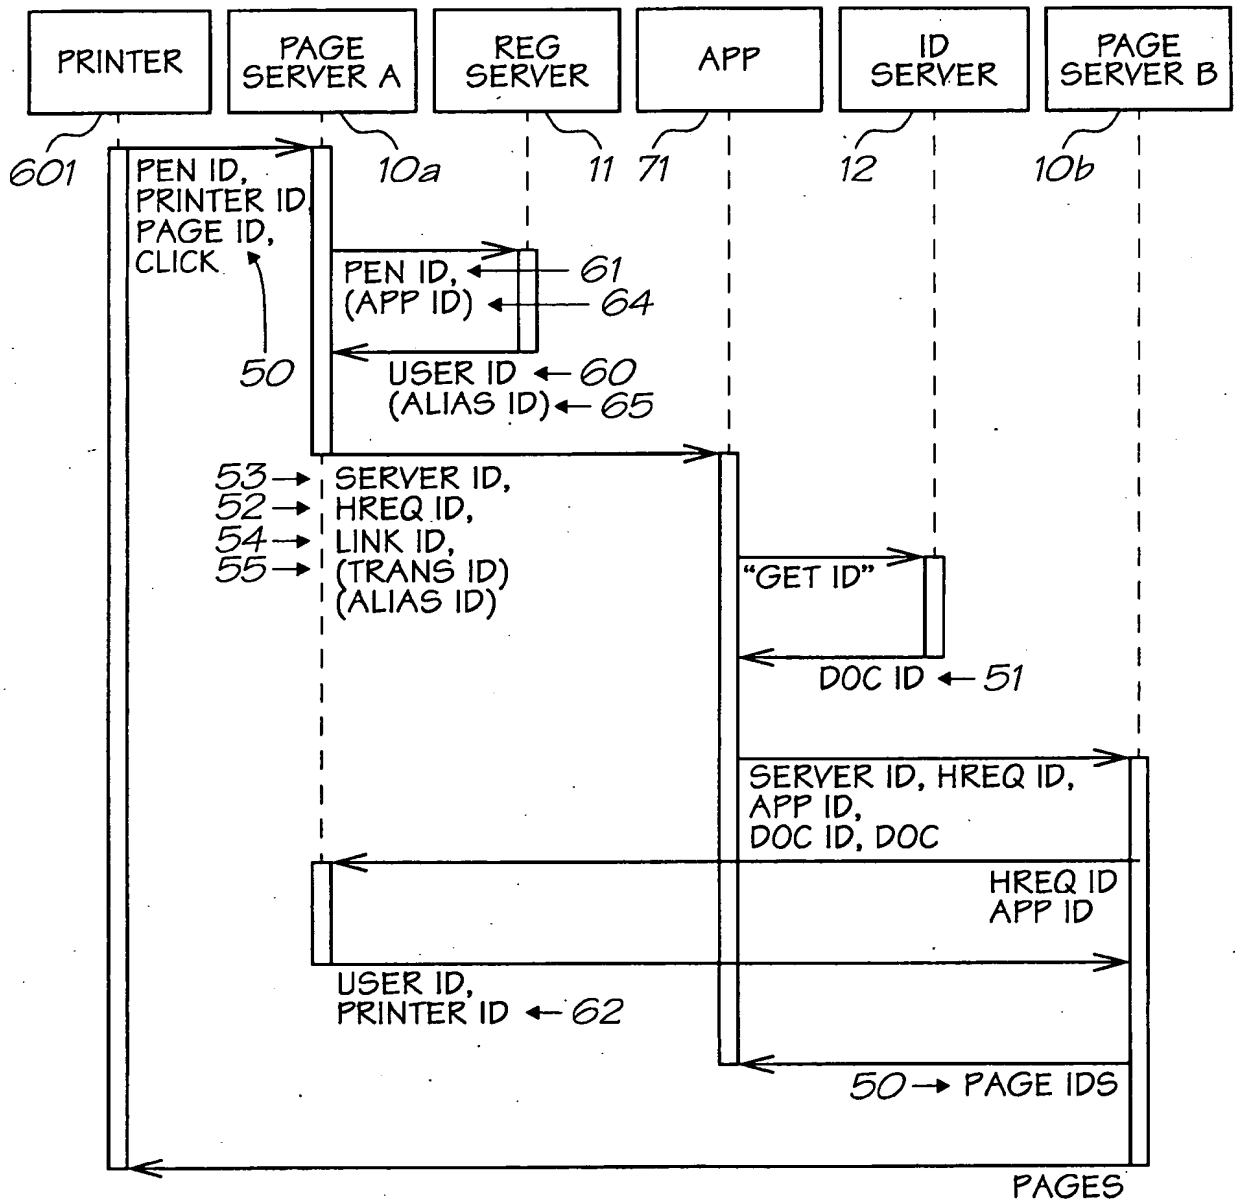 PRINTER
PAGE
SERVER A
REG
SERVER
APP
ID
SERVER
PAGE
SERVER B
601
10a
11
71
12
10b
PEN ID,
PRINTER ID,
PAGE ID,
CLICK
50
PEN ID,
61
(APP ID)
64
USER ID
60
(ALIAS ID)
65
53
SERVER ID,
52
HREQ ID,
54
LINK ID,
55
(TRANS ID)
(ALIAS ID)
"GET ID"
DOC ID
51
SERVER ID, HREQ ID,
APP ID,
DOC ID, DOC
HREQ ID
APP ID
USER ID,
PRINTER ID
62
50
PAGE IDS
PAGES